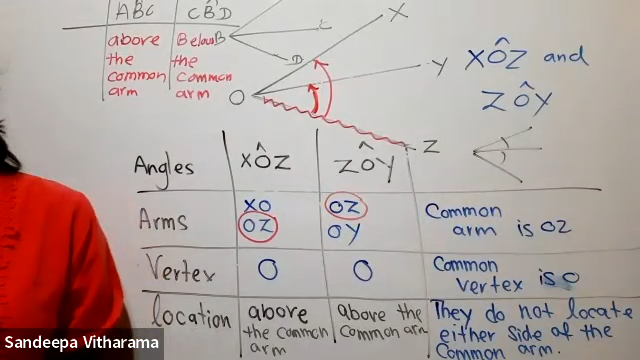 AB̂C CB̂D
above Below B
the the C
common Common
arm arm
D
X
Y
O
Z
XÔZ and
ZÔY
Angles XÔZ ZÔY
Arms XO OZ Common
OZ OY arm is OZ
Vertex O O Common
vertex is O
location above above the They do not locate
the common Common arm either side of the
arm Common arm.
Sandeepa Vitharama